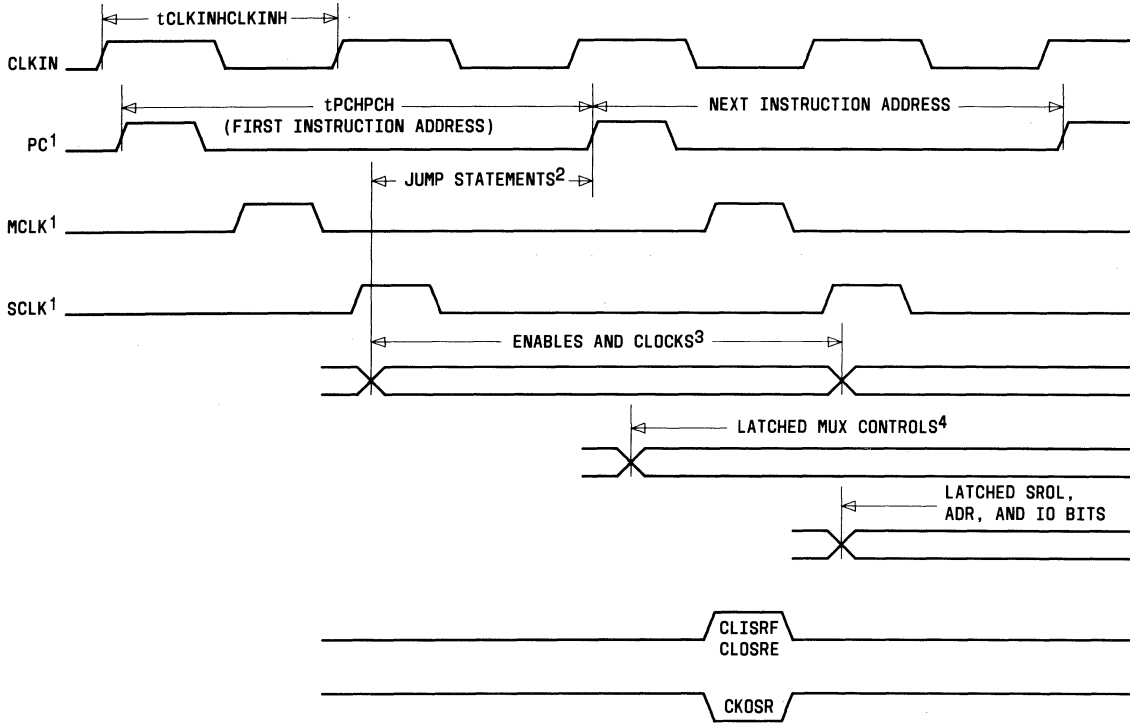 tCLKINHCLKINH
CLKIN
tPCHPCH
(FIRST INSTRUCTION ADDRESS)
NEXT INSTRUCTION ADDRESS
PC¹
JUMP STATEMENTS²
MCLK¹
SCLK¹
ENABLES AND CLOCKS³
LATCHED MUX CONTROLS⁴
LATCHED SROL,
ADR, AND IO BITS
CLISRF
CLOSRE
CKOSR